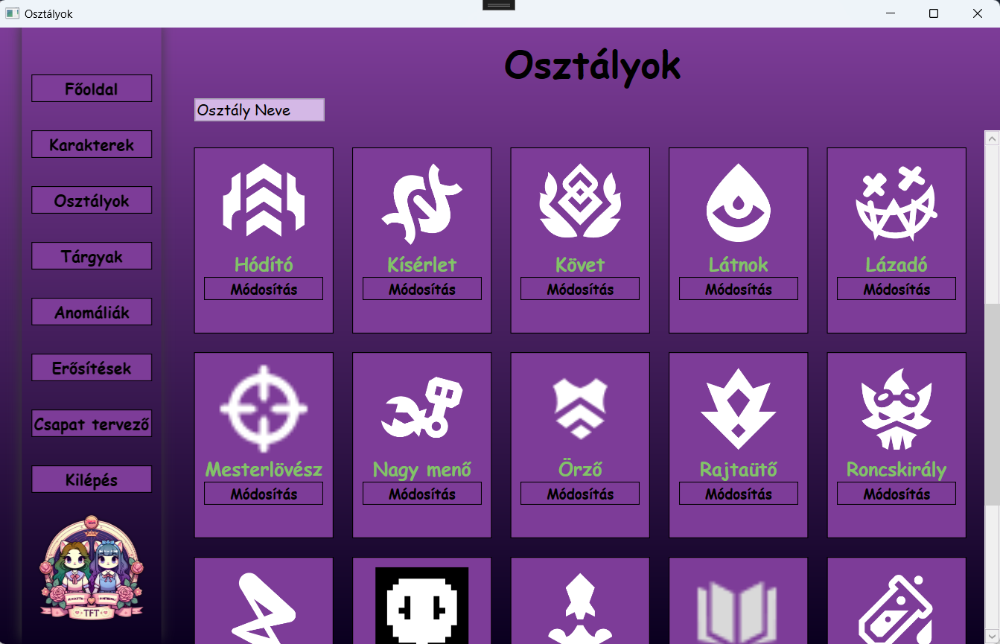 Osztályok
Osztályok
Osztály Neve
Főoldal
Karakterek
Osztályok
Tárgyak
Anomáliák
Erősítések
Csapat tervező
Kilépés
TFT
Hódító
Kísérlet
Követ
Látnok
Lázadó
Módosítás
Módosítás
Módosítás
Módosítás
Módosítás
Mesterlövész
Nagy menő
Örző
Rajtaütő
Roncskirály
Módosítás
Módosítás
Módosítás
Módosítás
Módosítás